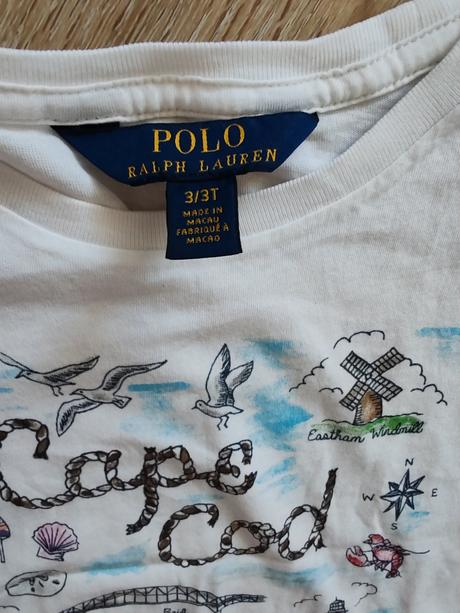 POLO
RALPH LAUREN
3/3T
MADE IN
MACAU
FABRIQUÉ À
MACAO
Eastham Windmill
Cape
Cod
N
W E
S